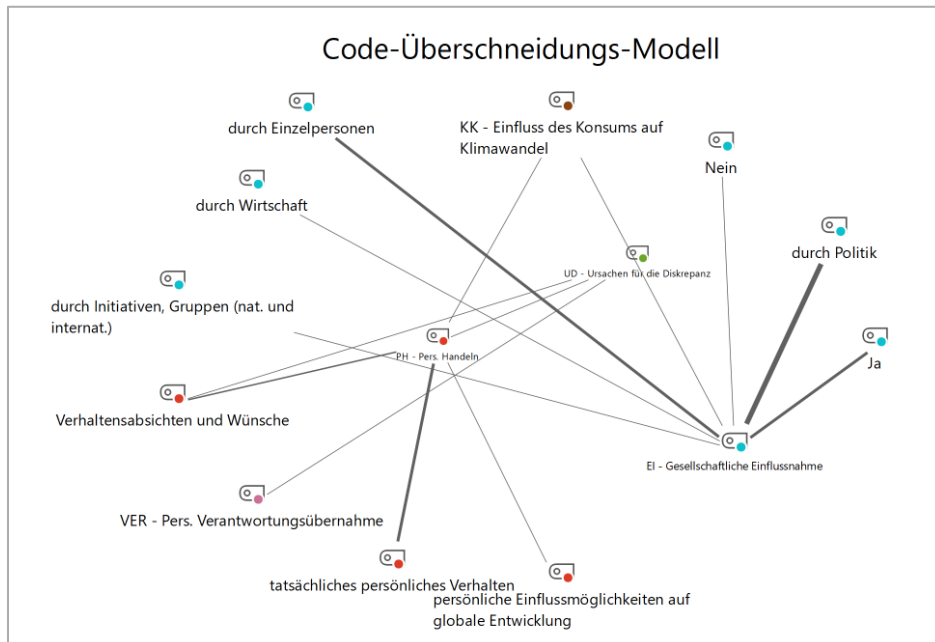 Code-Überschneidungs-Modell
durch Einzelpersonen
KK - Einfluss des Konsums auf
Klimawandel
Nein
durch Wirtschaft
durch Politik
UD - Ursachen für die Diskrepanz
durch Initiativen, Gruppen (nat. und
internat.)
PH - Pers. Handeln
Ja
Verhaltensabsichten und Wünsche
EI - Gesellschaftliche Einflussnahme
VER - Pers. Verantwortungsübernahme
tatsächliches persönliches Verhalten
persönliche Einflussmöglichkeiten auf
globale Entwicklung